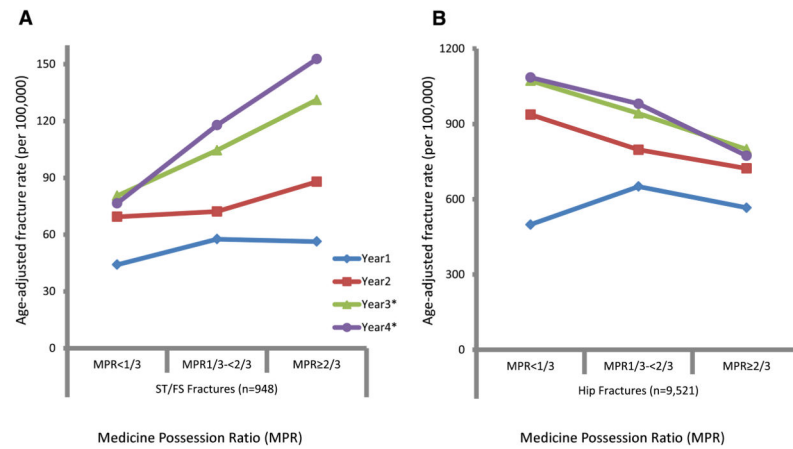 A
Age-adjusted fracture rate (per 100,000)
150
120
90
60
30
0
Year1
Year2
Year3*
Year4*
MPR<1/3
MPR1/3-<2/3
MPR≥2/3
ST/FS Fractures (n=948)
Medicine Possession Ratio (MPR)
B
Age-adjusted fracture rate (per 100,000)
1200
900
600
300
0
MPR<1/3
MPR1/3-<2/3
MPR≥2/3
Hip Fractures (n=9,521)
Medicine Possession Ratio (MPR)